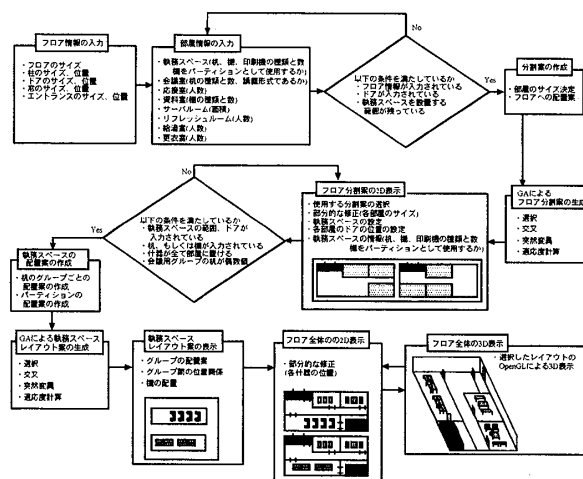 フロア情報の入力
・フロアのサイズ
・柱のサイズ、位置
・ドアのサイズ、位置
・窓のサイズ、位置
・エントランスのサイズ、位置
部屋情報の入力
・執務スペース(机、棚、印刷機の種類と数
棚をパーティションとして使用するか)
・会議室(机の種類と数、議義形式であるか)
・応接室(人数)
・資料室(棚の種類と数)
・サーバルーム(面積)
・リフレッシュルーム(人数)
・給湯室(人数)
・更衣室(人数)
No
以下の条件を満たしているか
・フロア情報が入力されている
・ドアが入力されている
・執務スペースを設置する
範囲が残っている
Yes
分割案の作成
・部屋のサイズ決定
・フロアへの配置案
GAによる
フロア分割案の生成
・選択
・交叉
・突然変異
・適応度計算
フロア分割案の2D表示
・使用する分割案の選択
・部分的な修正(各部屋のサイズ)
・執務スペースの設定
・各部屋のドアの位置の設定
・執務スペースの情報(机、棚、印刷機の種類と数
棚をパーティションとして使用するか)
No
以下の条件を満たしているか
・執務スペースの範囲、ドアが
入力されている
・机、もしくは棚が入力されている
・什器が全て部屋に置ける
・会議用グループの机が偶数値
Yes
執務スペースの
配置案の作成
・机のグループごとの
配置案の作成
・パーティションの
配置案の作成
GAによる執務スペース
レイアウト案の生成
・選択
・交叉
・突然変異
・適応度計算
執務スペース
レイアウト案の表示
・グループの配置案
・グループ間の位置関係
・棚の配置
フロア全体のの2D表示
・部分的な修正
(各什器の位置)
フロア全体の3D表示
・選択したレイアウトの
OpenGLによる3D表示